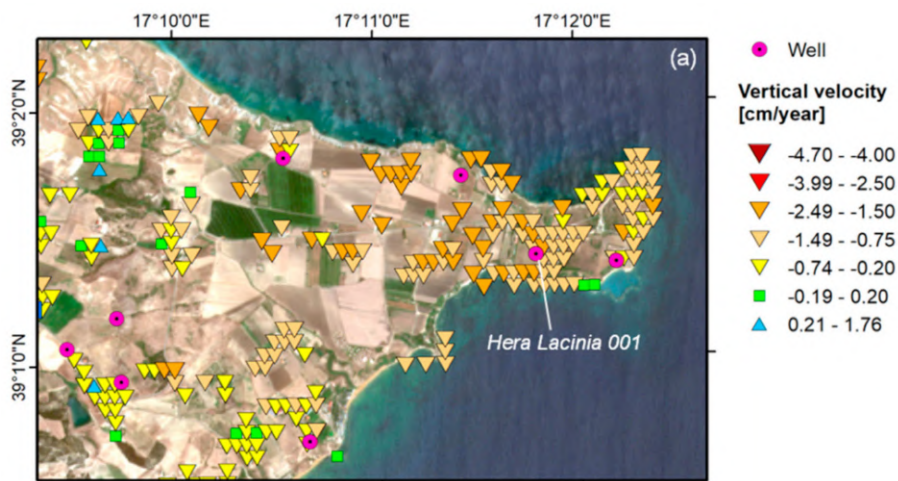 17°10'0"E
17°11'0"E
17°12'0"E
(a)
39°2'0"N
39°1'0"N
Hera Lacinia 001
Well
Vertical velocity
[cm/year]
-4.70 - -4.00
-3.99 - -2.50
-2.49 - -1.50
-1.49 - -0.75
-0.74 - -0.20
-0.19 - 0.20
0.21 - 1.76